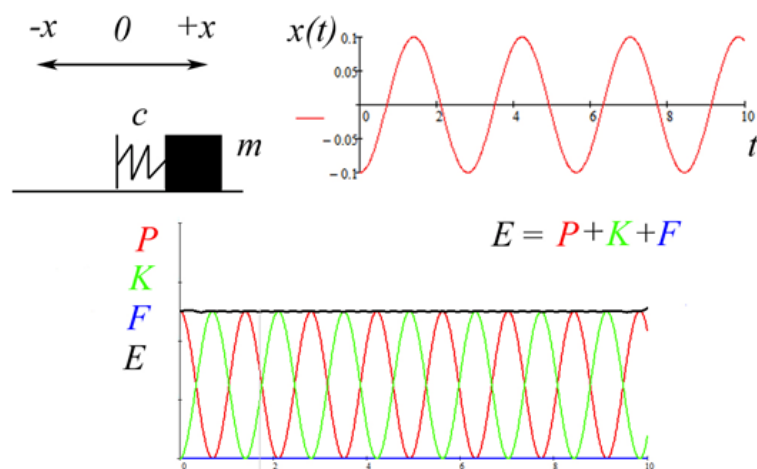 -x 0 +x
c
m
x(t)
0.1
0.05
−0.05
−0.1
0 2 4 6 8 10
t
E = P+K+F
P
K
F
E
0 2 4 6 8 10